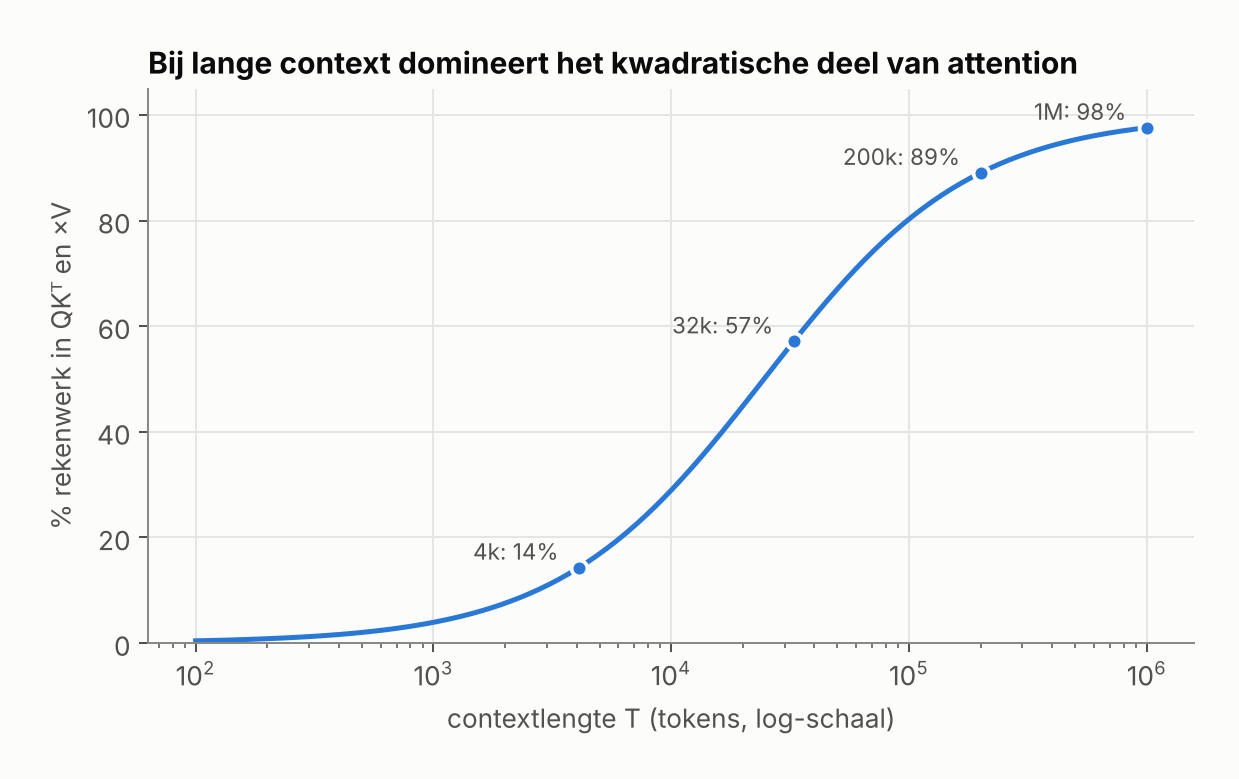 Bij lange context domineert het kwadratische deel van attention
100
80
60
40
20
0
% rekenwerk in QKᵀ en ×V
1M: 98%
200k: 89%
32k: 57%
4k: 14%
10² 10³ 10⁴ 10⁵ 10⁶
contextlengte T (tokens, log-schaal)